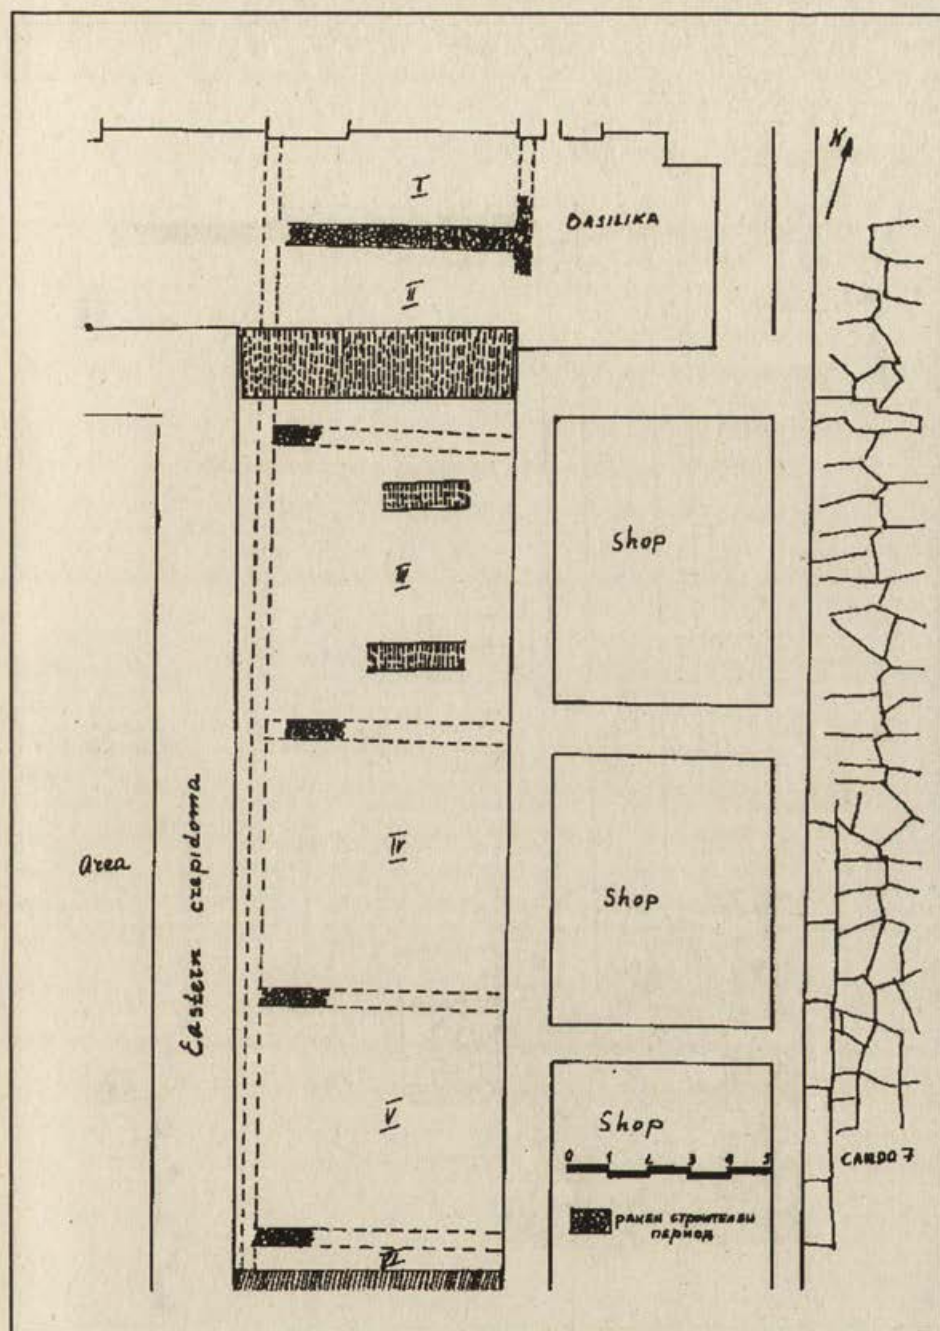 N
I
BASILIKA
II
Shop
III
IV
Shop
Area
Eastern crepidoma
V
Shop
0 1 2 3 4 5
CARDO 7
ранен строителен
период
VI